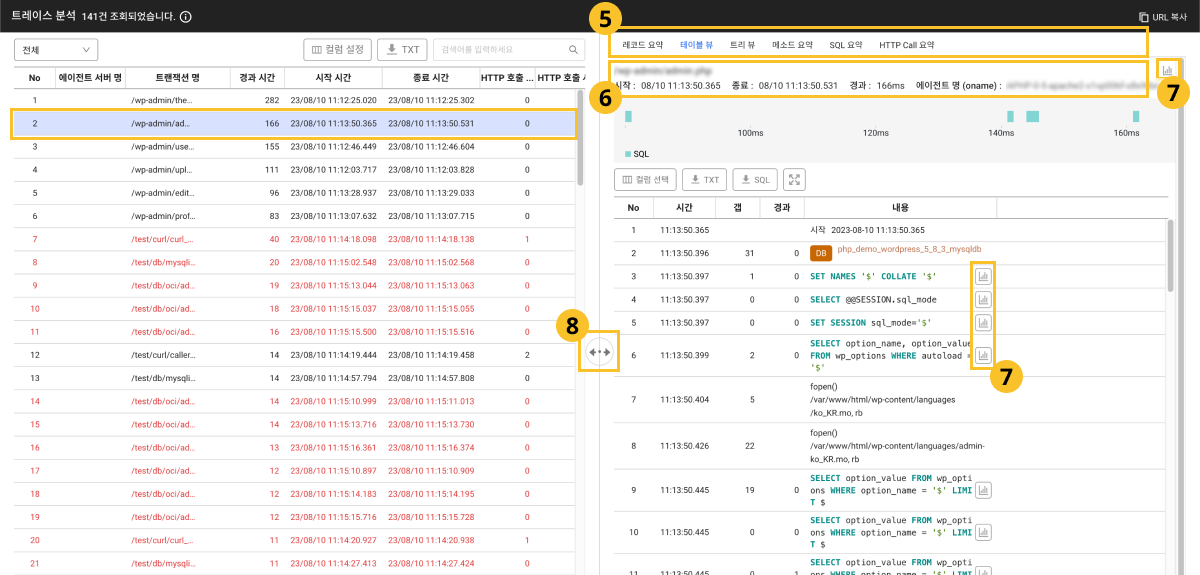 트레이스 분석 141건 조회되었습니다.
URL 복사
전체
컬럼 설정
TXT
검색어를 입력하세요
No 에이전트 서버 명 트랜잭션 명 경과 시간 시작 시간 종료 시간 HTTP 호출 ... HTTP 호출
1 /wp-admin/the... 282 23/08/10 11:12:25.020 23/08/10 11:12:25.302 0
2 /wp-admin/ad... 166 23/08/10 11:13:50.365 23/08/10 11:13:50.531 0
3 /wp-admin/use... 155 23/08/10 11:12:46.449 23/08/10 11:12:46.604 0
4 /wp-admin/upl... 111 23/08/10 11:12:03.717 23/08/10 11:12:03.828 0
5 /wp-admin/edit... 96 23/08/10 11:13:28.937 23/08/10 11:13:29.033 0
6 /wp-admin/prof... 83 23/08/10 11:13:07.632 23/08/10 11:13:07.715 0
7 /test/curl/curl_... 40 23/08/10 11:14:18.098 23/08/10 11:14:18.138 1
8 /test/db/mysqli... 20 23/08/10 11:15:02.548 23/08/10 11:15:02.568 0
9 /test/db/oci/ad... 19 23/08/10 11:15:13.044 23/08/10 11:15:13.063 0
10 /test/db/oci/ad... 18 23/08/10 11:15:15.037 23/08/10 11:15:15.055 0
11 /test/db/oci/ad... 16 23/08/10 11:15:15.500 23/08/10 11:15:15.516 0
12 /test/curl/caller... 14 23/08/10 11:14:19.444 23/08/10 11:14:19.458 2
13 /test/db/mysqli... 14 23/08/10 11:14:57.794 23/08/10 11:14:57.808 0
14 /test/db/oci/ad... 14 23/08/10 11:15:10.999 23/08/10 11:15:11.013 0
15 /test/db/oci/ad... 14 23/08/10 11:15:13.716 23/08/10 11:15:13.730 0
16 /test/db/oci/ad... 13 23/08/10 11:15:16.361 23/08/10 11:15:16.374 0
17 /test/db/oci/ad... 12 23/08/10 11:15:10.897 23/08/10 11:15:10.909 0
18 /test/db/oci/ad... 12 23/08/10 11:15:14.183 23/08/10 11:15:14.195 0
19 /test/db/oci/ad... 12 23/08/10 11:15:15.716 23/08/10 11:15:15.728 0
20 /test/curl/curl_... 11 23/08/10 11:14:20.927 23/08/10 11:14:20.938 1
21 /test/db/mysqli... 11 23/08/10 11:14:27.413 23/08/10 11:14:27.424 0
8
5
레코드 요약 테이블 뷰 트리 뷰 메소드 요약 SQL 요약 HTTP Call 요약
6
/wp-admin/admin.php
시작 : 08/10 11:13:50.365 종료 : 08/10 11:13:50.531 경과 : 166ms 에이전트 명 (oname) :
7
100ms 120ms 140ms 160ms
SQL
컬럼 선택
TXT
SQL
No 시간 갭 경과 내용
1 11:13:50.365 시작 2023-08-10 11:13:50.365
2 11:13:50.396 31 0 DB php_demo_wordpress_5_8_3_mysqldb
3 11:13:50.397 1 0 SET NAMES '$' COLLATE '$'
4 11:13:50.397 0 0 SELECT @@SESSION.sql_mode
5 11:13:50.397 0 0 SET SESSION sql_mode='$'
6 11:13:50.399 2 0 SELECT option_name, option_value
FROM wp_options WHERE autoload =
'$'
7
7 11:13:50.404 5 fopen()
/var/www/html/wp-content/languages
/ko_KR.mo, rb
8 11:13:50.426 22 fopen()
/var/www/html/wp-content/languages/admin-
ko_KR.mo, rb
9 11:13:50.445 19 0 SELECT option_value FROM wp_opti
ons WHERE option_name = '$' LIMI
T $
10 11:13:50.445 0 0 SELECT option_value FROM wp_opti
ons WHERE option_name = '$' LIMI
T $
11 11:13:50.445 0 1 SELECT option_value FROM wp_opti
ons WHERE option_name = '$' LIMI